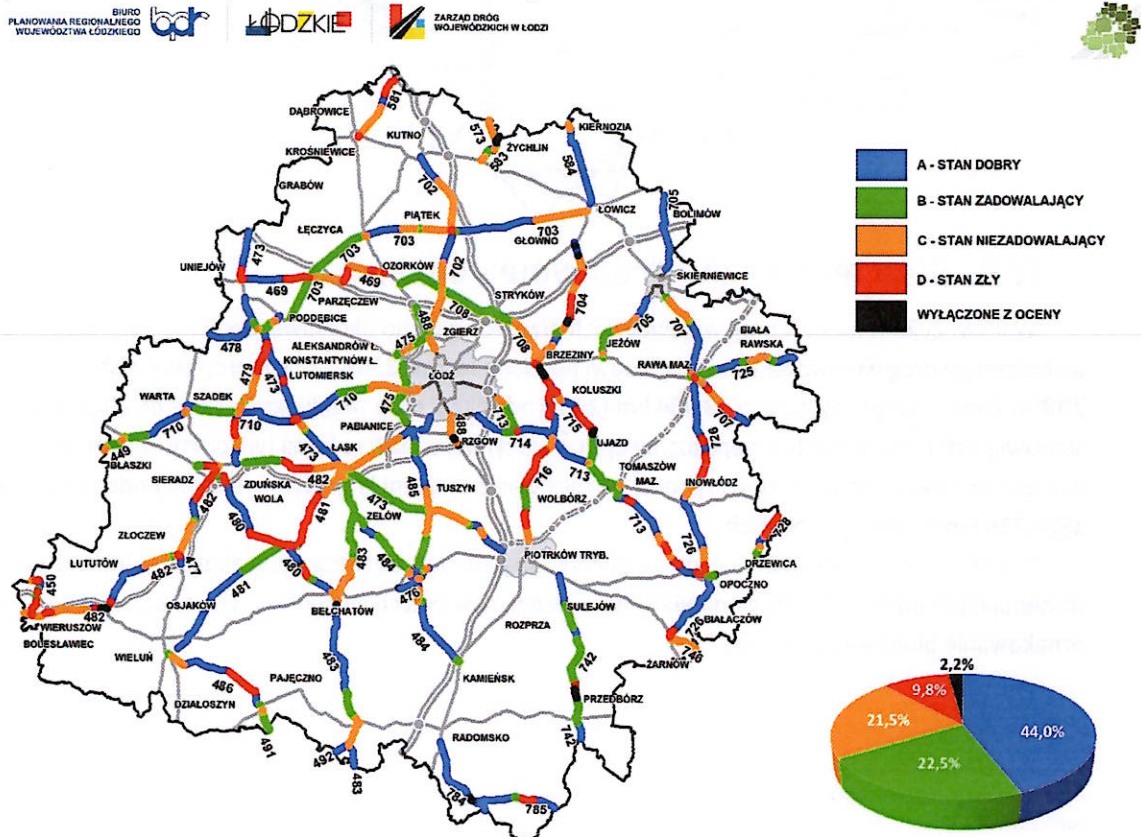 BIURO
PLANOWANIA REGIONALNEGO
WOJEWÓDZTWA ŁÓDZKIEGO
bpr
ŁÓDZKIE
ZARZĄD DRÓG
WOJEWÓDZKICH W ŁODZI
A - STAN DOBRY
B - STAN ZADOWALAJĄCY
C - STAN NIEZADOWALAJĄCY
D - STAN ZŁY
WYŁĄCZONE Z OCENY
DĄBROWICE
581
KUTNO
573
ŻYCHLIN
583
KIERNOZIA
KROŚNIEWICE
584
702
GRABÓW
705
ŁOWICZ
BOLIMÓW
PIĄTEK
703
703
GŁOWNO
ŁĘCZYCA
473
703
UNIEJÓW
OZORKÓW
702
SKIERNIEWICE
469
469
703
PARZĘCZEW
STRYKÓW
708
704
PODDĘBICE
488
ZGIERZ
705
707
BIAŁA
RAWSKA
478
ALEKSANDRÓW Ł.
475
708
BRZEZINY
JEŻÓW
KONSTANTYNÓW Ł.
RAWA MAZ.
LUTOMIERSK
ŁÓDŹ
725
479
473
KOLUSZKI
WARTA
SZADEK
710
475
713
715
707
710
710
PABIANICE
RZGÓW
714
726
449
ŁASK
UJAZD
BŁASZKI
473
713
SIERADZ
482
TOMASZÓW
MAZ.
INOWŁÓDZ
ZDUŃSKA
WOLA
473
485
TUSZYN
716
WOLBÓRZ
482
481
480
ZELÓW
713
728
ZŁOCZEW
483
484
PIOTRKÓW TRYB.
726
DRZEWICA
LUTUTÓW
482
477
480
450
481
476
OPOCZNO
OSJAKÓW
BEŁCHATÓW
SULEJÓW
482
726
BIAŁACZÓW
WIERUSZÓW
ROZPRZA
BOLESŁAWIEC
484
746
WIELUŃ
483
742
ŻARNÓW
486
PAJĘCZNO
KAMIEŃSK
DZIAŁOSZYN
PRZEDBÓRZ
491
RADOMSKO
742
492
483
784
785
2,2%
9,8%
21,5%
44,0%
22,5%